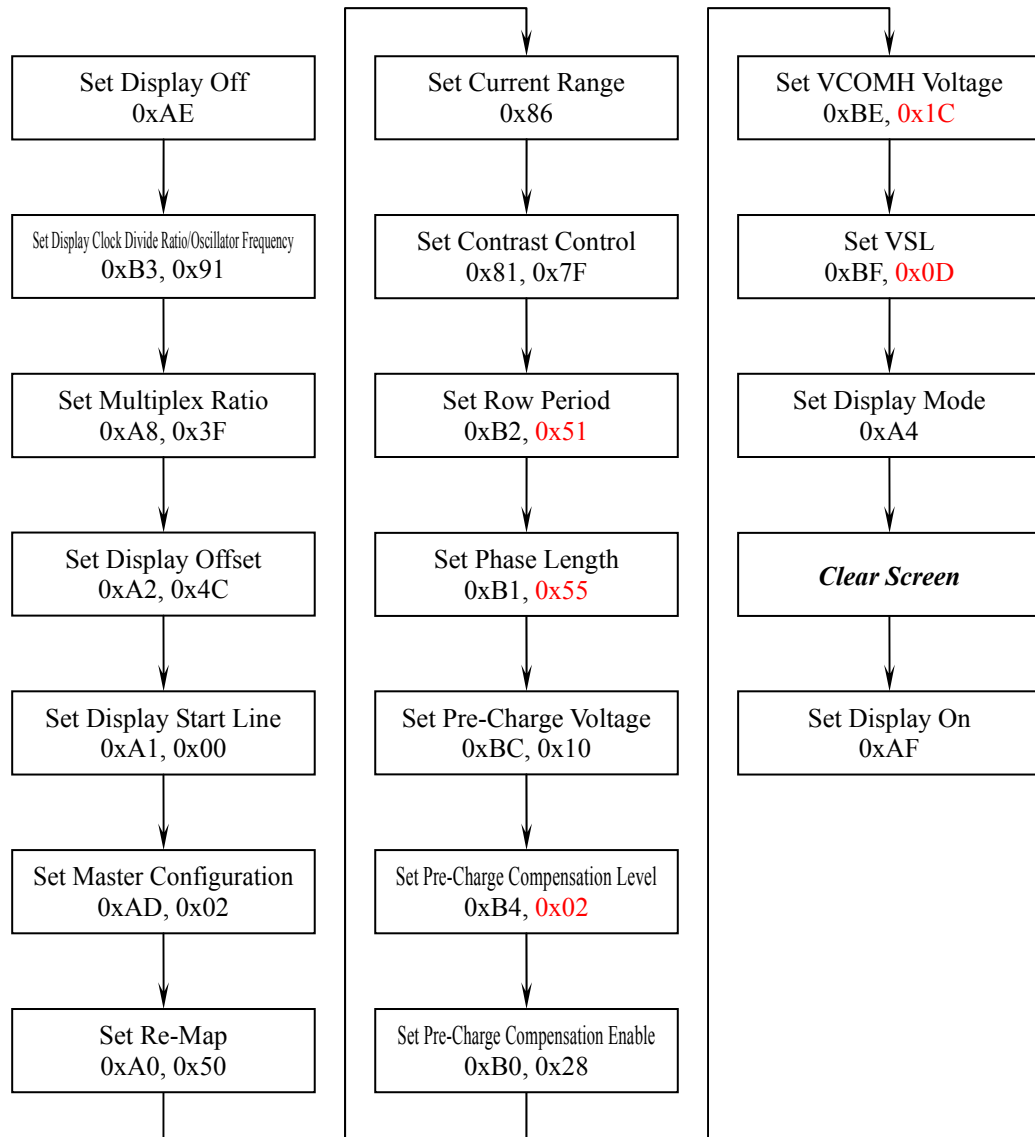 Set Display Off
0xAE
Set Display Clock Divide Ratio/Oscillator Frequency
0xB3, 0x91
Set Multiplex Ratio
0xA8, 0x3F
Set Display Offset
0xA2, 0x4C
Set Display Start Line
0xA1, 0x00
Set Master Configuration
0xAD, 0x02
Set Re-Map
0xA0, 0x50
Set Current Range
0x86
Set Contrast Control
0x81, 0x7F
Set Row Period
0xB2, 0x51
Set Phase Length
0xB1, 0x55
Set Pre-Charge Voltage
0xBC, 0x10
Set Pre-Charge Compensation Level
0xB4, 0x02
Set Pre-Charge Compensation Enable
0xB0, 0x28
Set VCOMH Voltage
0xBE, 0x1C
Set VSL
0xBF, 0x0D
Set Display Mode
0xA4
Clear Screen
Set Display On
0xAF